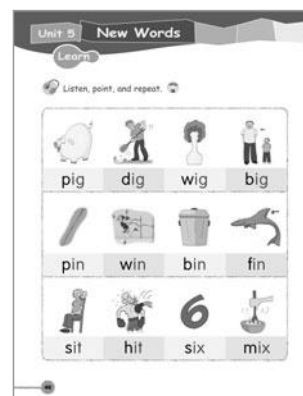 Unit 5 New Words
Learn
Listen, point, and repeat.
pig dig wig big
pin win bin fin
sit hit six mix